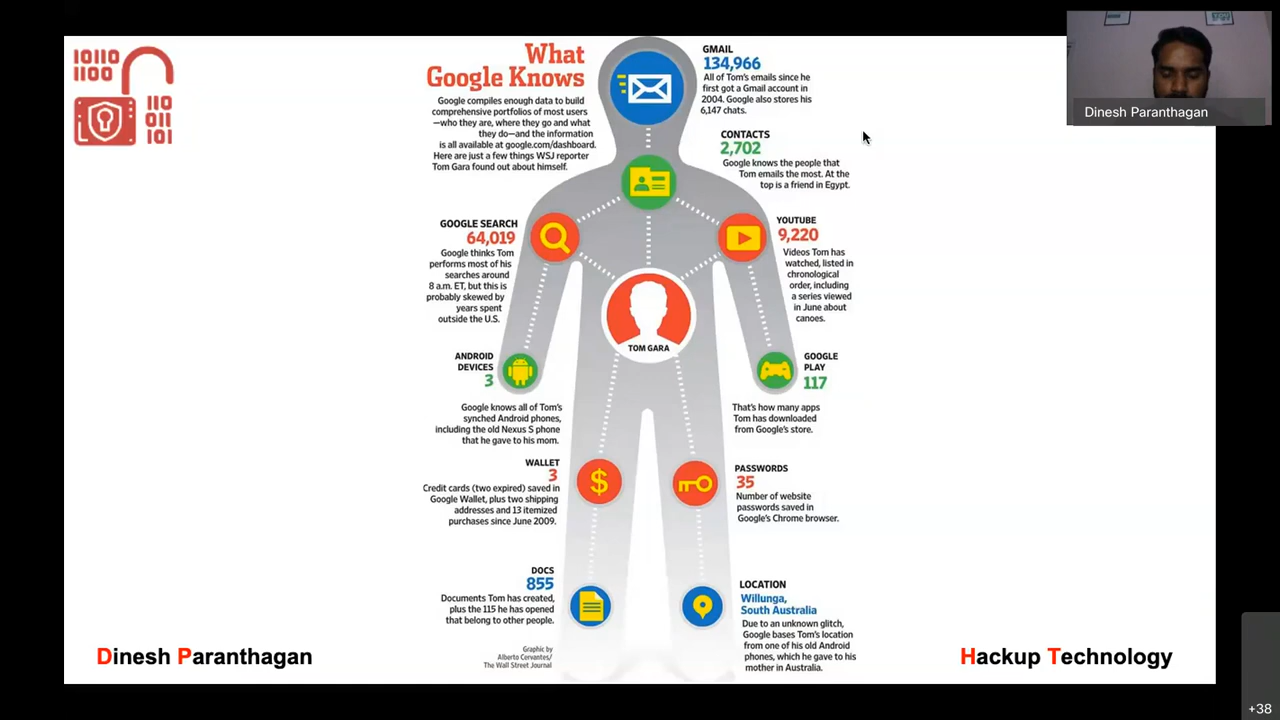 10110
1100
110
011
101
What
Google Knows
Google compiles enough data to build
comprehensive portfolios of most users
—who they are, where they go and what
they do—and the information
is all available at google.com/dashboard.
Here are just a few things WSJ reporter
Tom Gara found out about himself.
GMAIL
134,966
All of Tom's emails since he
first got a Gmail account in
2004. Google also stores his
6,147 chats.
CONTACTS
2,702
Google knows the people that
Tom emails the most. At the
top is a friend in Egypt.
GOOGLE SEARCH
64,019
Google thinks Tom
performs most of his
searches around
8 a.m. ET, but this is
probably skewed by
years spent
outside the U.S.
YOUTUBE
9,220
Videos Tom has
watched, listed in
chronological
order, including
a series viewed
in June about
canoes.
TOM GARA
ANDROID
DEVICES
3
Google knows all of Tom's
synched Android phones,
including the old Nexus S phone
that he gave to his mom.
GOOGLE
PLAY
117
That's how many apps
Tom has downloaded
from Google's store.
WALLET
3
Credit cards (two expired) saved in
Google Wallet, plus two shipping
addresses and 13 itemized
purchases since June 2009.
$
PASSWORDS
35
Number of website
passwords saved in
Google's Chrome browser.
DOCS
855
Documents Tom has created,
plus the 115 he has opened
that belong to other people.
LOCATION
Willunga,
South Australia
Due to an unknown glitch,
Google bases Tom's location
from one of his old Android
phones, which he gave to his
mother in Australia.
Graphic by
Alberto Cervantes/
The Wall Street Journal
Dinesh Paranthagan
Hackup Technology
Dinesh Paranthagan
+38